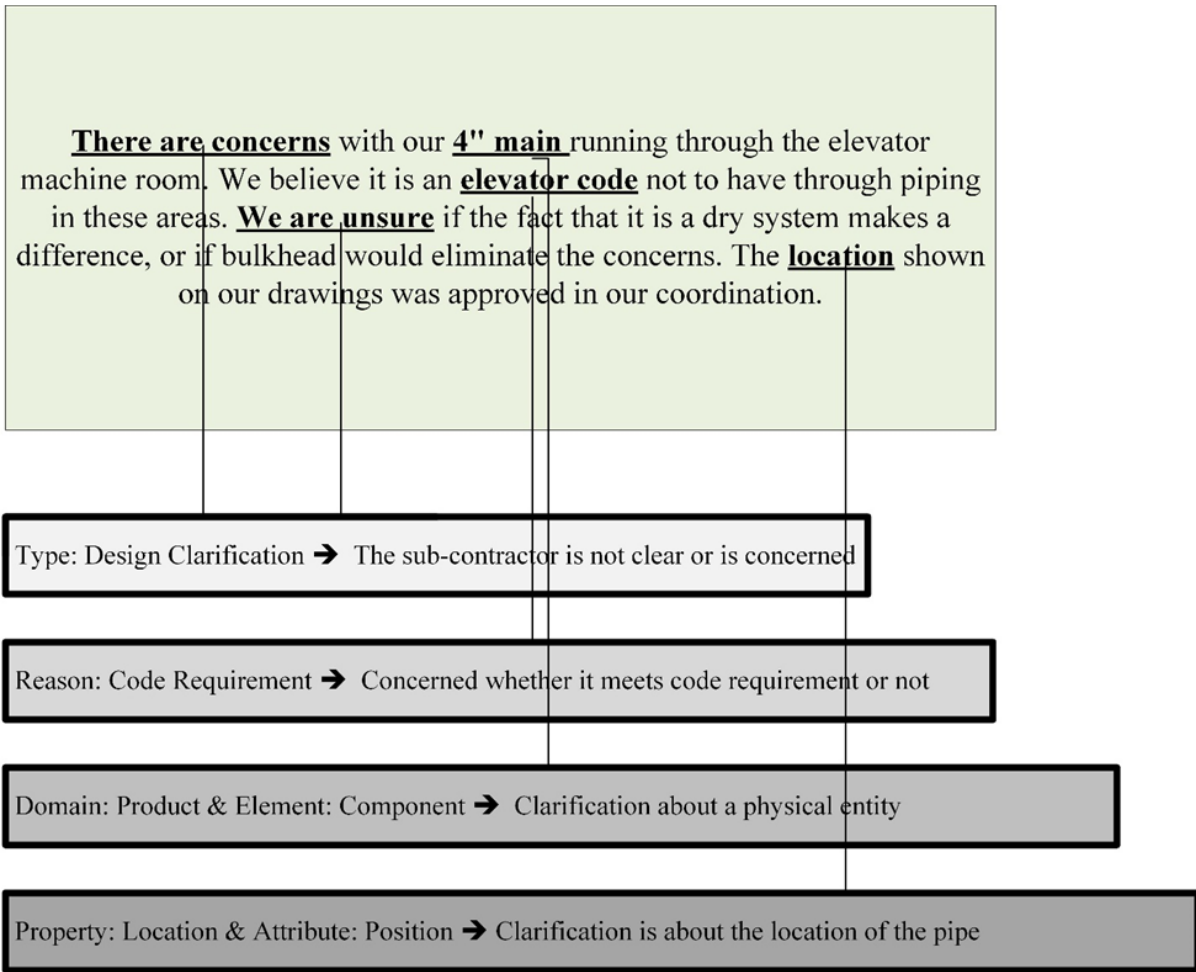 There are concerns with our 4" main running through the elevator
machine room. We believe it is an elevator code not to have through piping
in these areas. We are unsure if the fact that it is a dry system makes a
difference, or if bulkhead would eliminate the concerns. The location shown
on our drawings was approved in our coordination.
Type: Design Clarification ➔ The sub-contractor is not clear or is concerned
Reason: Code Requirement ➔ Concerned whether it meets code requirement or not
Domain: Product & Element: Component ➔ Clarification about a physical entity
Property: Location & Attribute: Position ➔ Clarification is about the location of the pipe